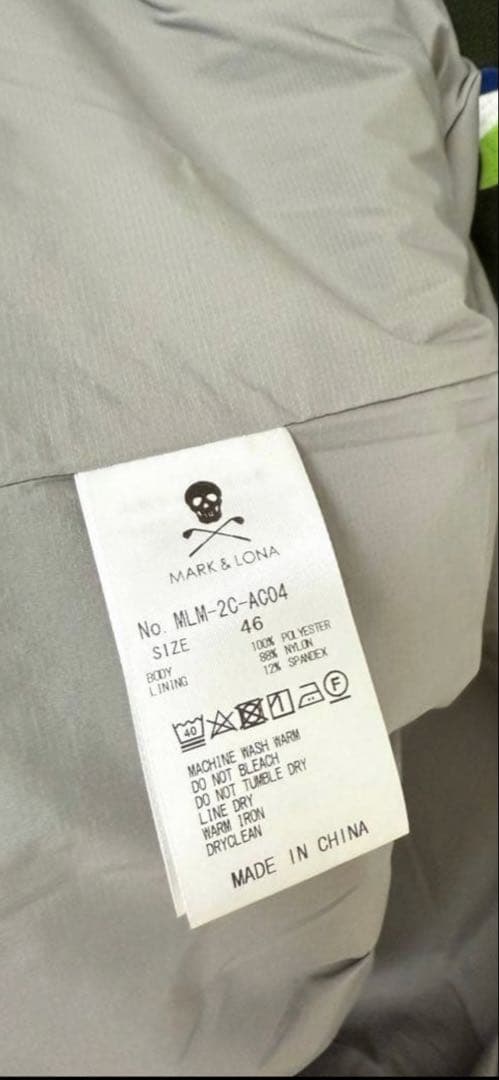 MARK & LONA
No. MLM-2C-AC04
SIZE 46
BODY 100% POLYESTER
LINING 88% NYLON
12% SPANDEX
40 F
MACHINE WASH WARM
DO NOT BLEACH
DO NOT TUMBLE DRY
LINE DRY
WARM IRON
DRYCLEAN
MADE IN CHINA